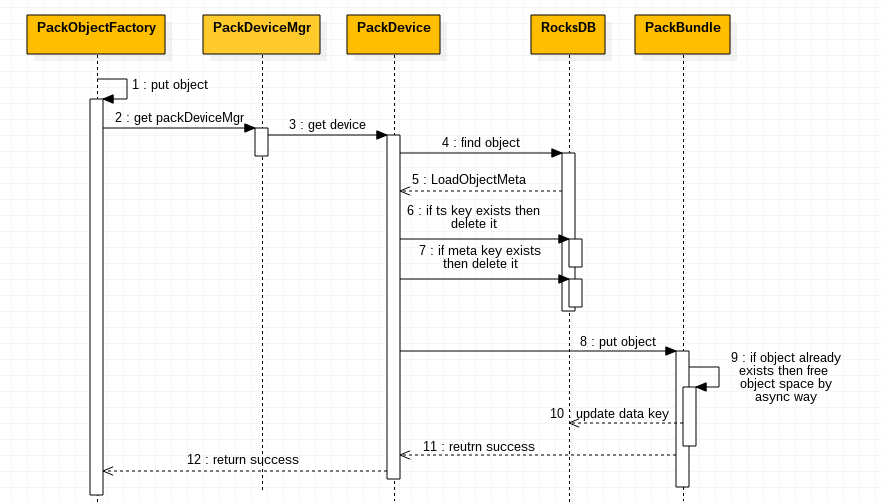 PackObjectFactory
PackDeviceMgr
PackDevice
RocksDB
PackBundle
1 : put object
2 : get packDeviceMgr
3 : get device
4 : find object
5 : LoadObjectMeta
6 : if ts key exists then
delete it
7 : if meta key exists
then delete it
8 : put object
9 : if object already
exists then free
object space by
async way
10 : update data key
11 : reutrn success
12 : return success